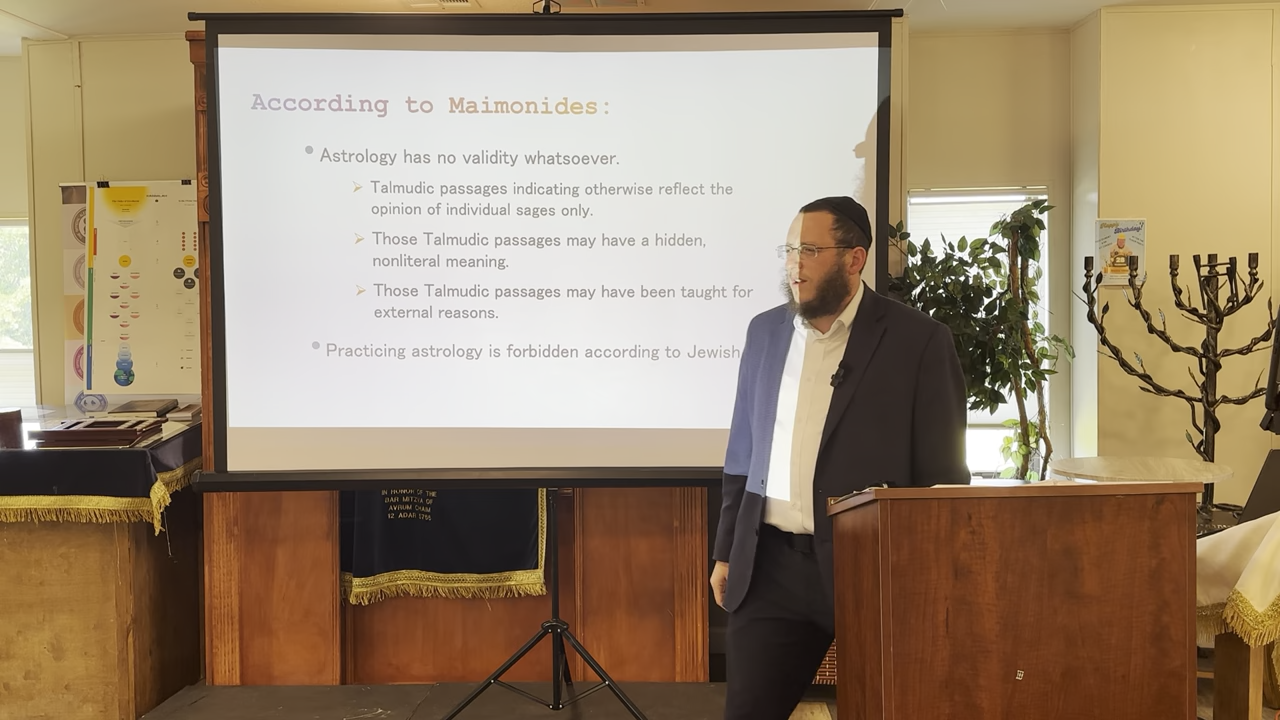 According to Maimonides:
Astrology has no validity whatsoever.
Talmudic passages indicating otherwise reflect the
opinion of individual sages only.
Those Talmudic passages may have a hidden,
nonliteral meaning.
Those Talmudic passages may have been taught for
external reasons.
Practicing astrology is forbidden according to Jewish
IN HONOR OF THE
BAR MITZVA OF
AVRUM CHAIM
12 ADAR 5756